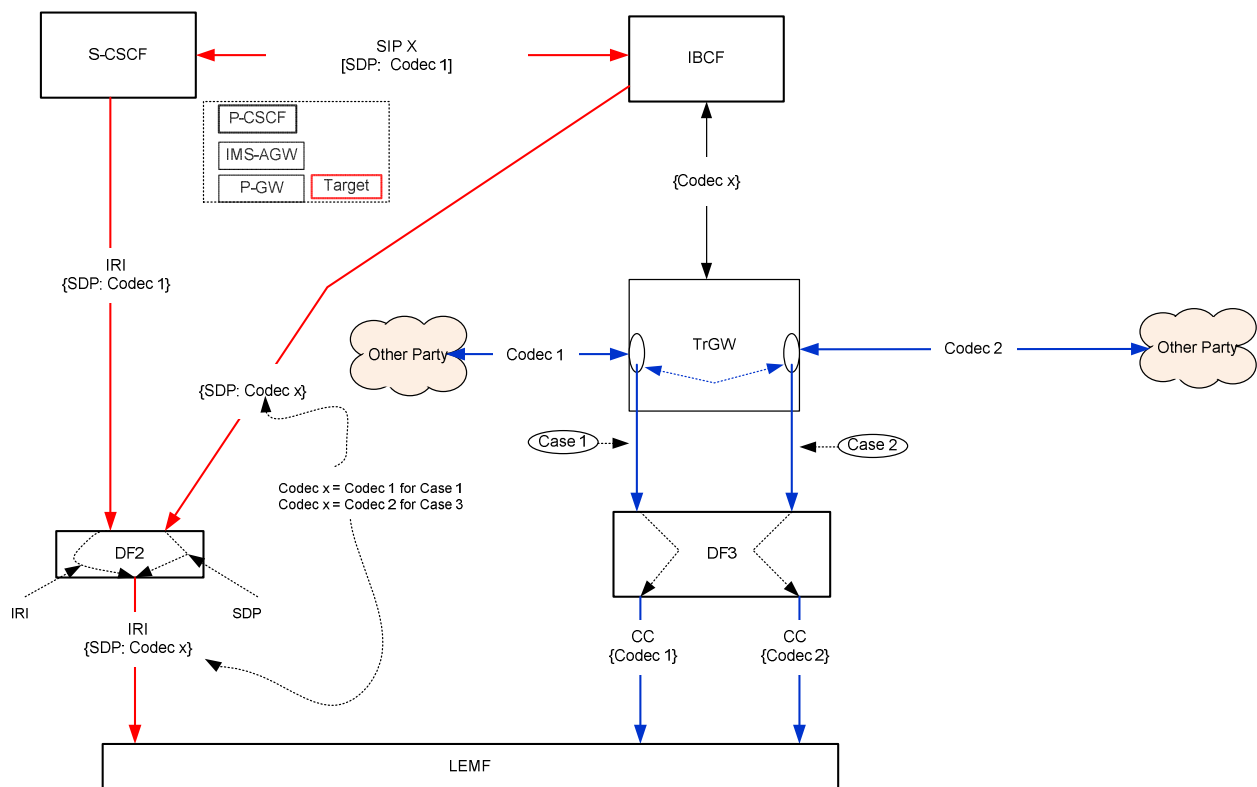 S-CSCF
SIP X
[SDP: Codec 1]
IBCF
P-CSCF
IMS-AGW
P-GW
Target
{Codec x}
IRI
{SDP: Codec 1}
Other Party
Codec 1
TrGW
Codec 2
Other Party
{SDP: Codec x}
Case 1
Case 2
Codec x = Codec 1 for Case 1
Codec x = Codec 2 for Case 3
DF2
DF3
IRI
SDP
IRI
{SDP: Codec x}
CC
{Codec 1}
CC
{Codec 2}
LEMF